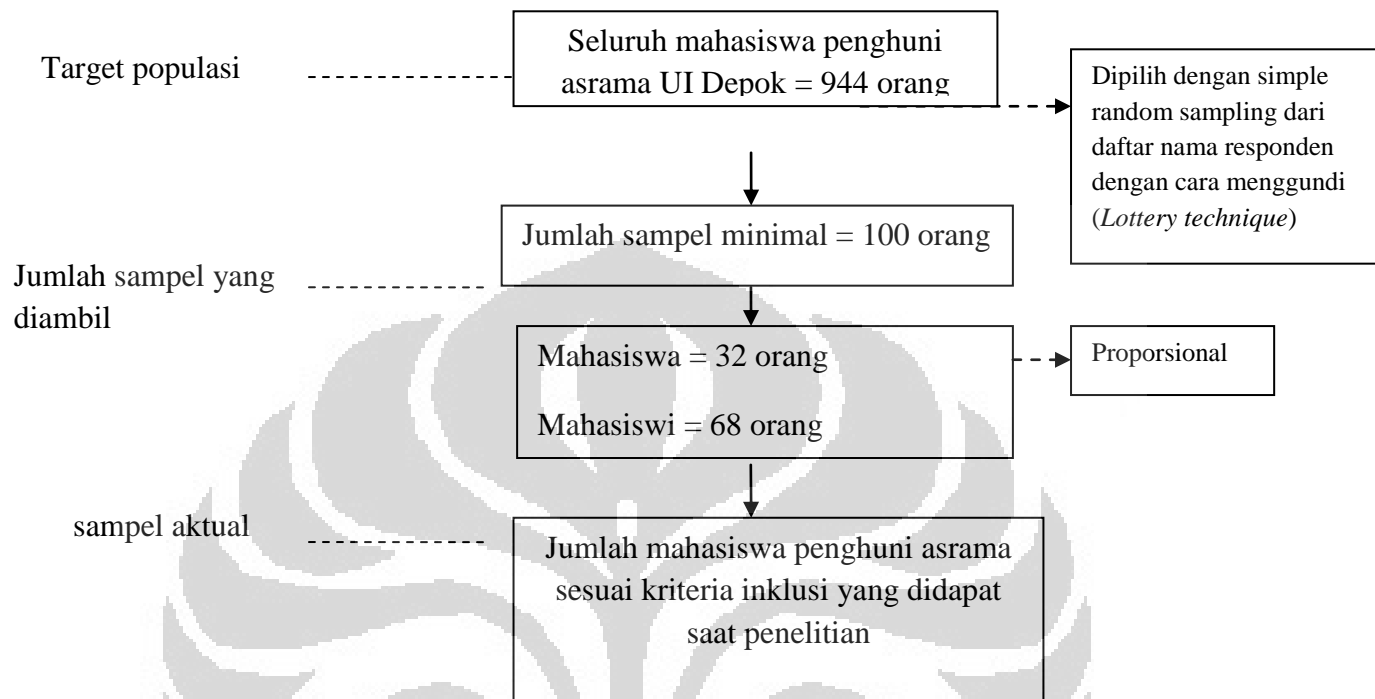 Target populasi
Seluruh mahasiswa penghuni
asrama UI Depok = 944 orang
Dipilih dengan simple
random sampling dari
daftar nama responden
dengan cara menggundi
(Lottery technique)
Jumlah sampel minimal = 100 orang
Jumlah sampel yang
diambil
Mahasiswa = 32 orang
Mahasiswi = 68 orang
Proporsional
sampel aktual
Jumlah mahasiswa penghuni asrama
sesuai kriteria inklusi yang didapat
saat penelitian